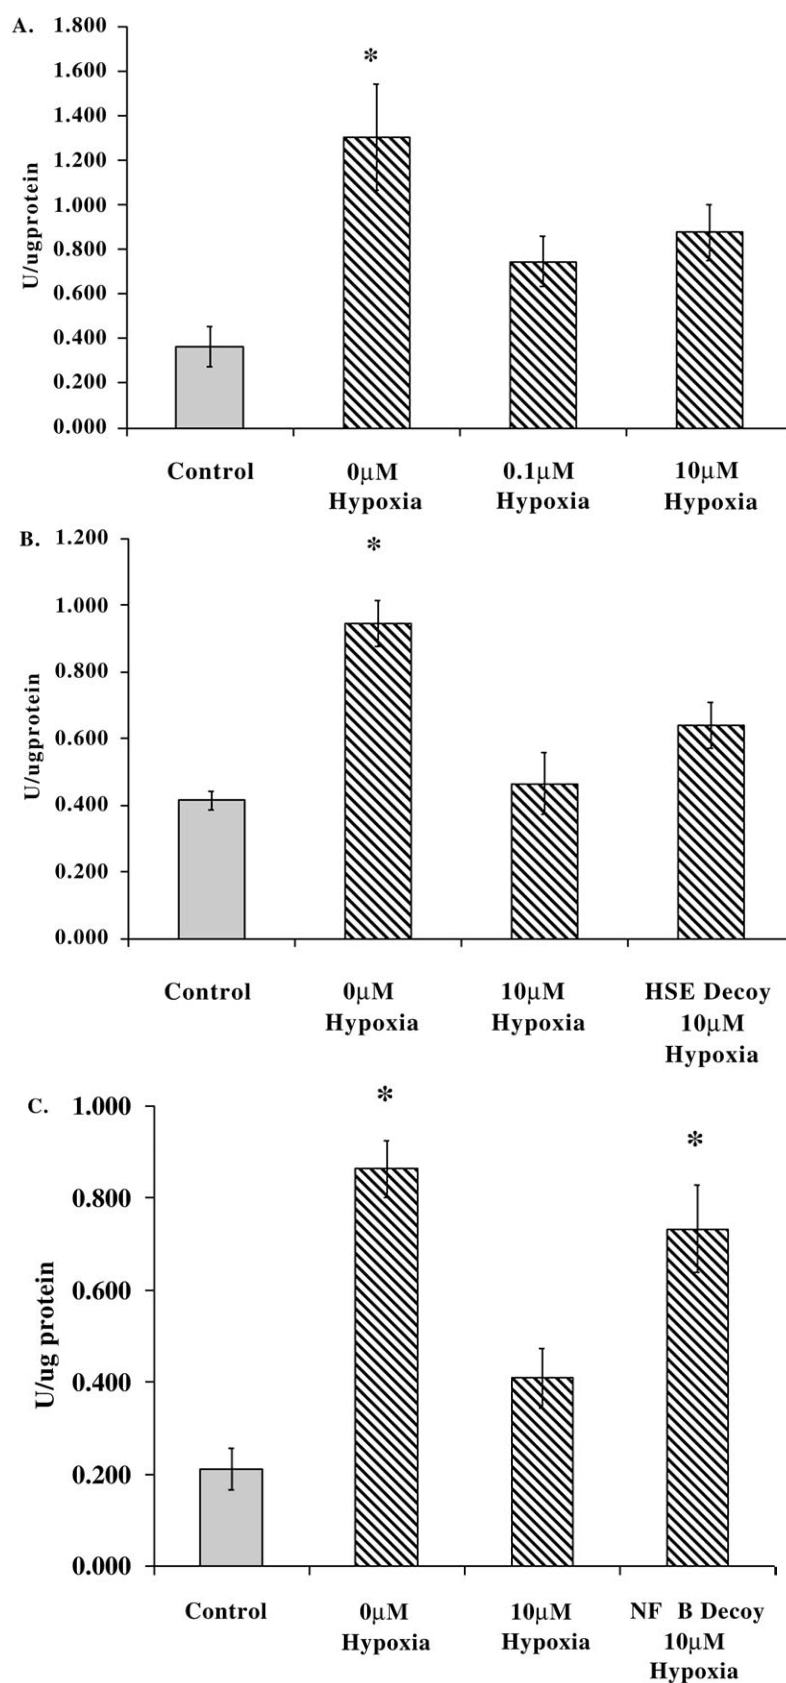 A.
1.800
1.600
1.400
1.200
1.000
0.800
0.600
0.400
0.200
0.000
U/ugprotein
*
Control 0μM 0.1μM 10μM
Hypoxia Hypoxia Hypoxia
B.
1.200
1.000
0.800
0.600
0.400
0.200
0.000
U/ugprotein
*
Control 0μM 10μM HSE Decoy
Hypoxia Hypoxia 10μM
Hypoxia
C.
1.000
0.800
0.600
0.400
0.200
0.000
U/ug protein
*
*
Control 0μM 10μM NF B Decoy
Hypoxia Hypoxia 10μM
Hypoxia